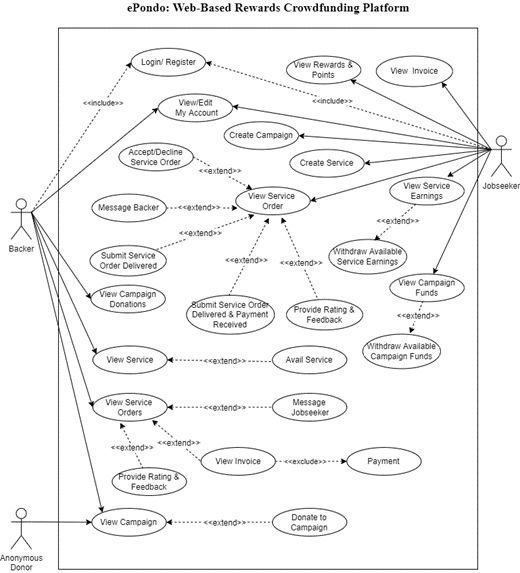 ePondo: Web-Based Rewards Crowdfunding Platform
Login/ Register
View Rewards &
Points
View Invoice
<<include>>
<<include>>
View/Edit
My Account
Create Campaign
Accept/Decline
Service Order
Create Service
Jobseeker
<<extend>>
View Service
Earnings
Message Backer
<<extend>>
View Service
Order
<<extend>>
Backer
<<extend>>
Submit Service
Order Delivered
<<extend>>
<<extend>>
Withdraw Available
Service Earnings
View Campaign
Donations
View Campaign
Funds
Submit Service Order
Delivered & Payment
Received
Provide Rating &
Feedback
<<extend>>
Withdraw Available
Campaign Funds
View Service
<<extend>>
Avail Service
View Service
Orders
<<extend>>
Message
Jobseeker
<<extend>>
<<extend>>
View Invoice
<<exclude>>
Payment
Provide Rating &
Feedback
View Campaign
<<extend>>
Donate to
Campaign
Anonymous
Donor